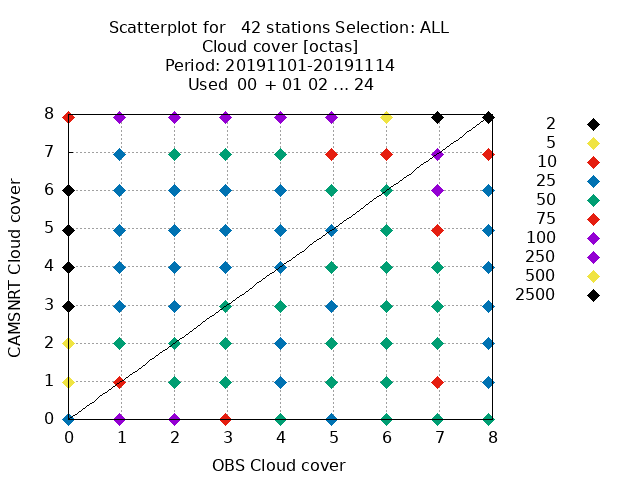 Scatterplot for   42 stations Selection: ALL
Cloud cover [octas]
Period: 20191101-20191114
Used  00 + 01 02 ... 24
CAMSNRT Cloud cover
8
7
6
5
4
3
2
1
0
0 1 2 3 4 5 6 7 8
OBS Cloud cover
2
5
10
25
50
75
100
250
500
2500